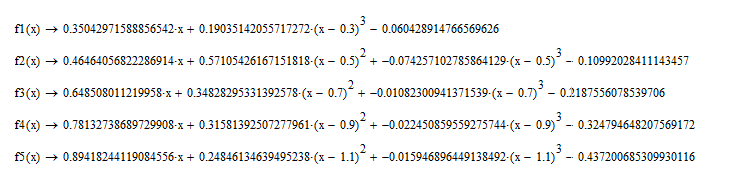 f1(x) → 0.35042971588856542·x + 0.19035142055717272·(x − 0.3)³ − 0.060428914766569626
f2(x) → 0.46464056822286914·x + 0.57105426167151818·(x − 0.5)² + −0.074257102785864129·(x − 0.5)³ − 0.10992028411143457
f3(x) → 0.648508011219958·x + 0.34828295331392578·(x − 0.7)² + −0.01082300941371539·(x − 0.7)³ − 0.2187556078539706
f4(x) → 0.78132738689729908·x + 0.31581392507277961·(x − 0.9)² + −0.022450859559275744·(x − 0.9)³ − 0.324794648207569172
f5(x) → 0.89418244119084556·x + 0.24846134639495238·(x − 1.1)² + −0.015946896449138492·(x − 1.1)³ − 0.437200685309930116